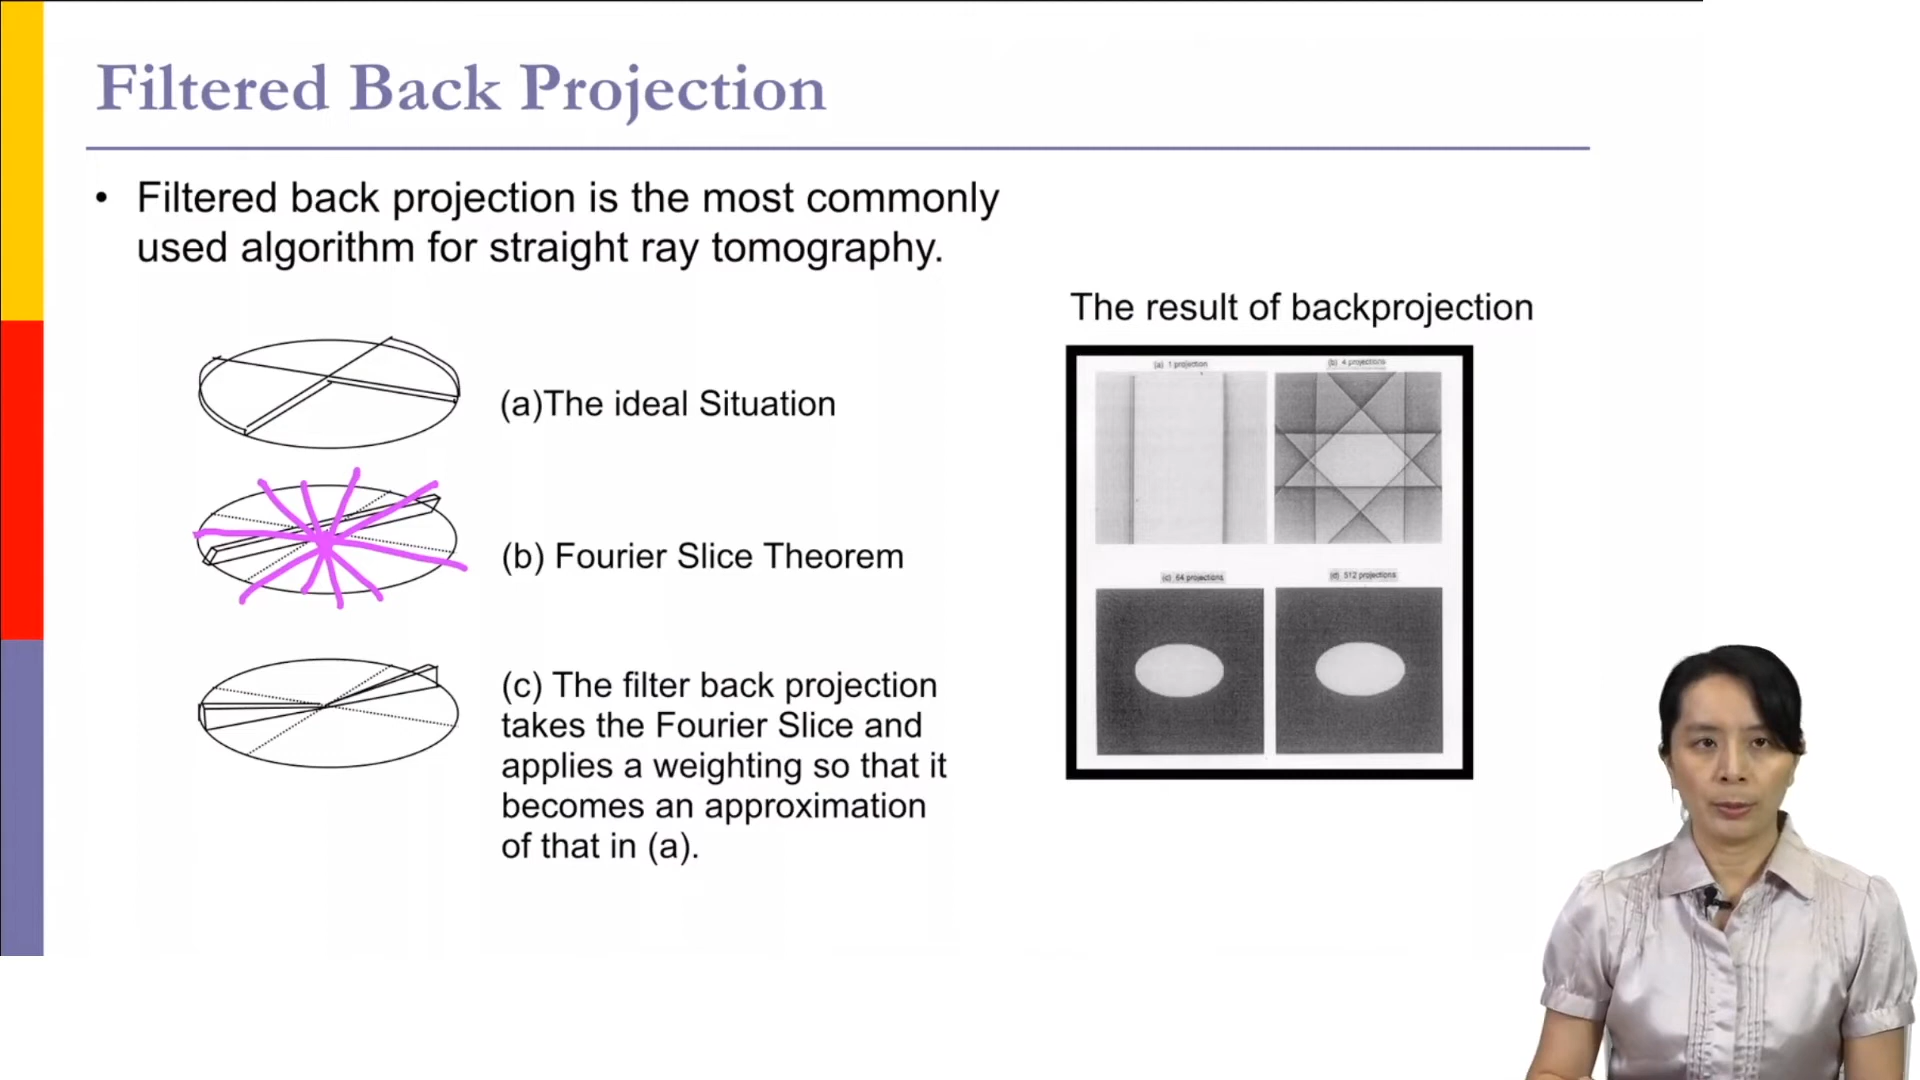 Filtered Back Projection
• Filtered back projection is the most commonly
used algorithm for straight ray tomography.
The result of backprojection
(a)The ideal Situation
(b) Fourier Slice Theorem
(c) The filter back projection
takes the Fourier Slice and
applies a weighting so that it
becomes an approximation
of that in (a).
(a) 1 projection
(b) 4 projections
(c) 64 projections
(d) 512 projections